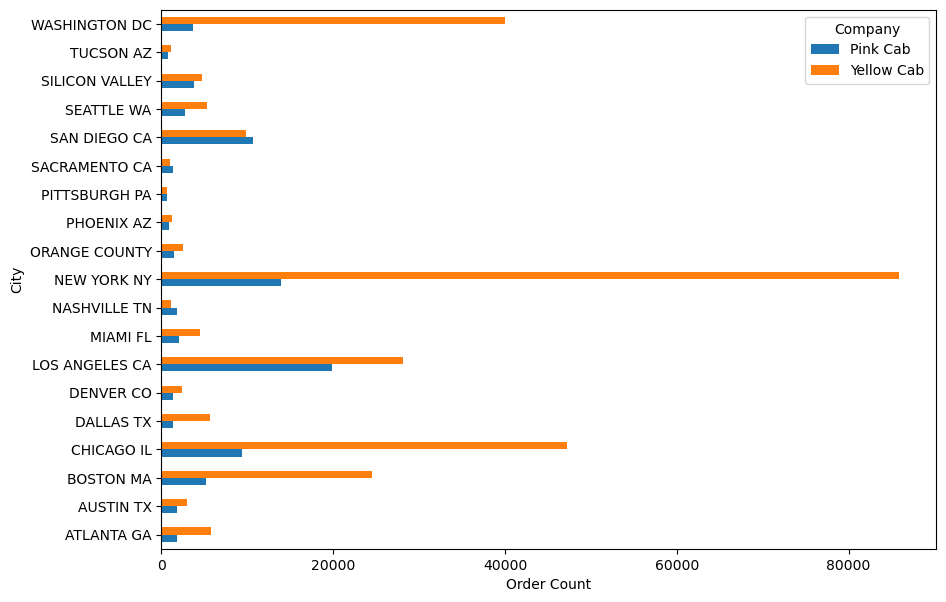 WASHINGTON DC
TUCSON AZ
SILICON VALLEY
SEATTLE WA
SAN DIEGO CA
SACRAMENTO CA
PITTSBURGH PA
PHOENIX AZ
ORANGE COUNTY
NEW YORK NY
NASHVILLE TN
MIAMI FL
LOS ANGELES CA
DENVER CO
DALLAS TX
CHICAGO IL
BOSTON MA
AUSTIN TX
ATLANTA GA
City
Company
Pink Cab
Yellow Cab
0 20000 40000 60000 80000
Order Count